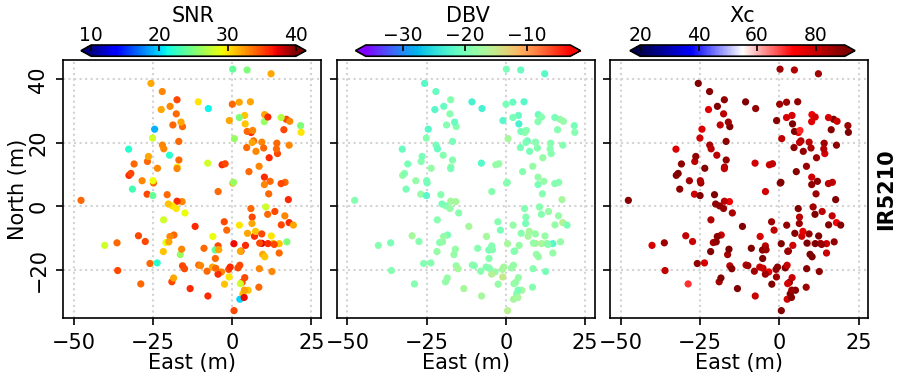 SNR DBV Xc
10 20 30 40 −30 −20 −10 20 40 60 80
40
20
0
−20
North (m)
IR5210
−50 −25 0 25 −50 −25 0 25 −50 −25 0 25
East (m) East (m) East (m)